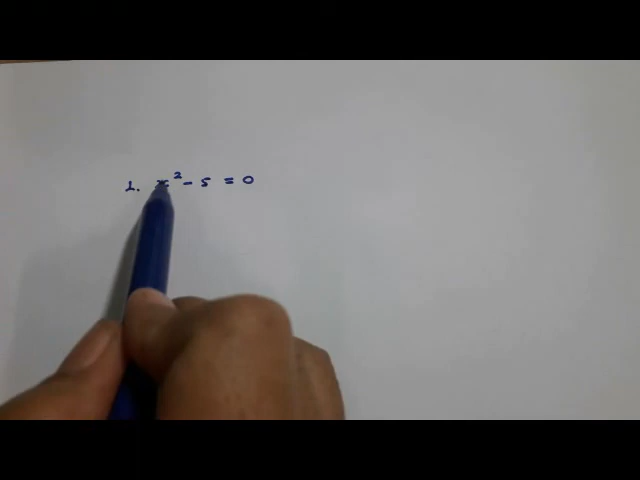 1. x² - 5 = 0